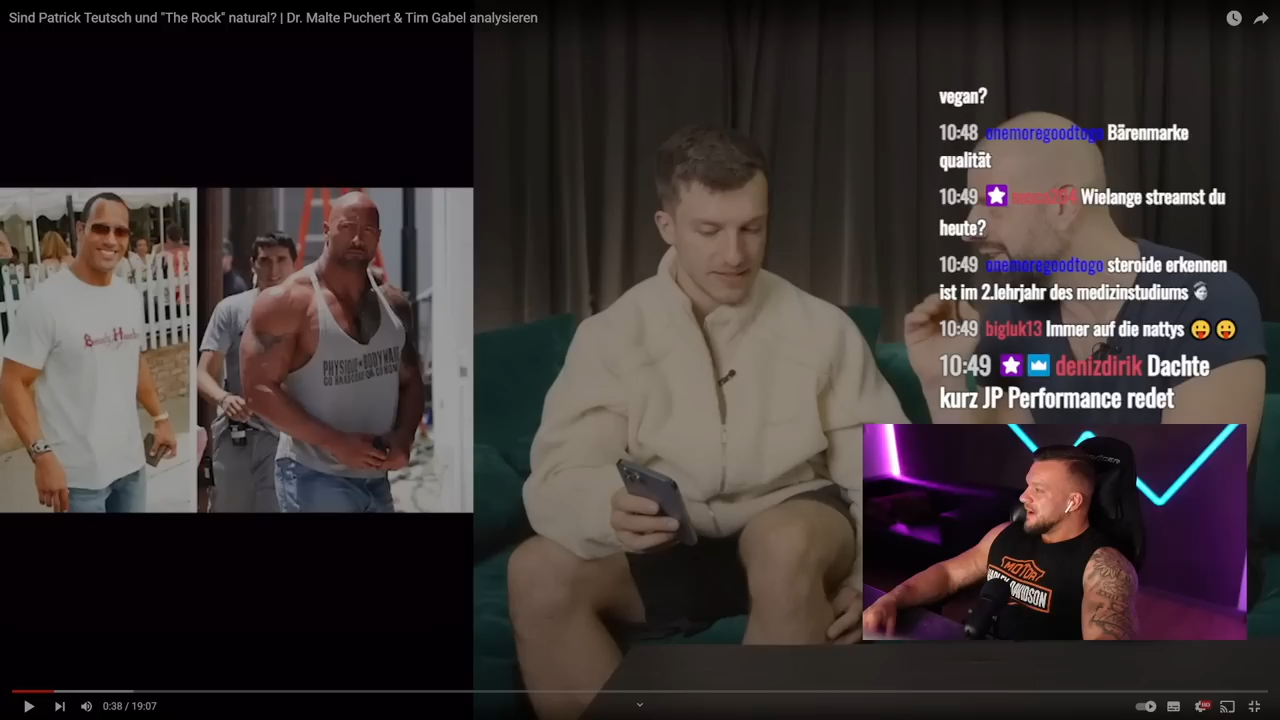 Sind Patrick Teutsch und "The Rock" natural? | Dr. Malte Puchert & Tim Gabel analysieren
vegan?
10:48 onemoregoodtogo Bärenmarke
qualität
10:49 Wielange streamst du
heute?
10:49 onemoregoodtogo steroide erkennen
ist im 2.lehrjahr des medizinstudiums
10:49 bigluk13 Immer auf die nattys 😛😛
10:49 denizdirik Dachte
kurz JP Performance redet
PHYSIQUE BODYWARE
MOTOR
HARLEY-DAVIDSON
0:38 / 19:07
HD